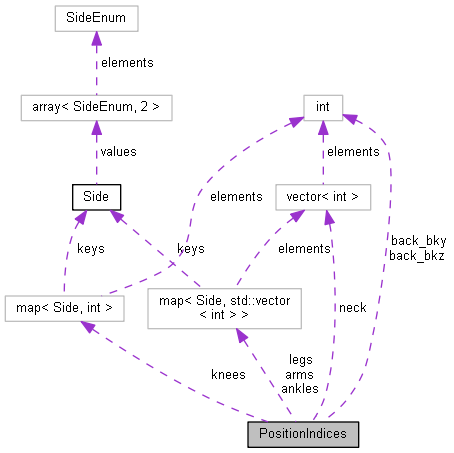 SideEnum
elements
array< SideEnum, 2 >
int
values
elements
Side
elements
vector< int >
keys
keys
elements
back_bky
back_bkz
map< Side, int >
map< Side, std::vector
< int > >
neck
knees
legs
arms
ankles
PositionIndices